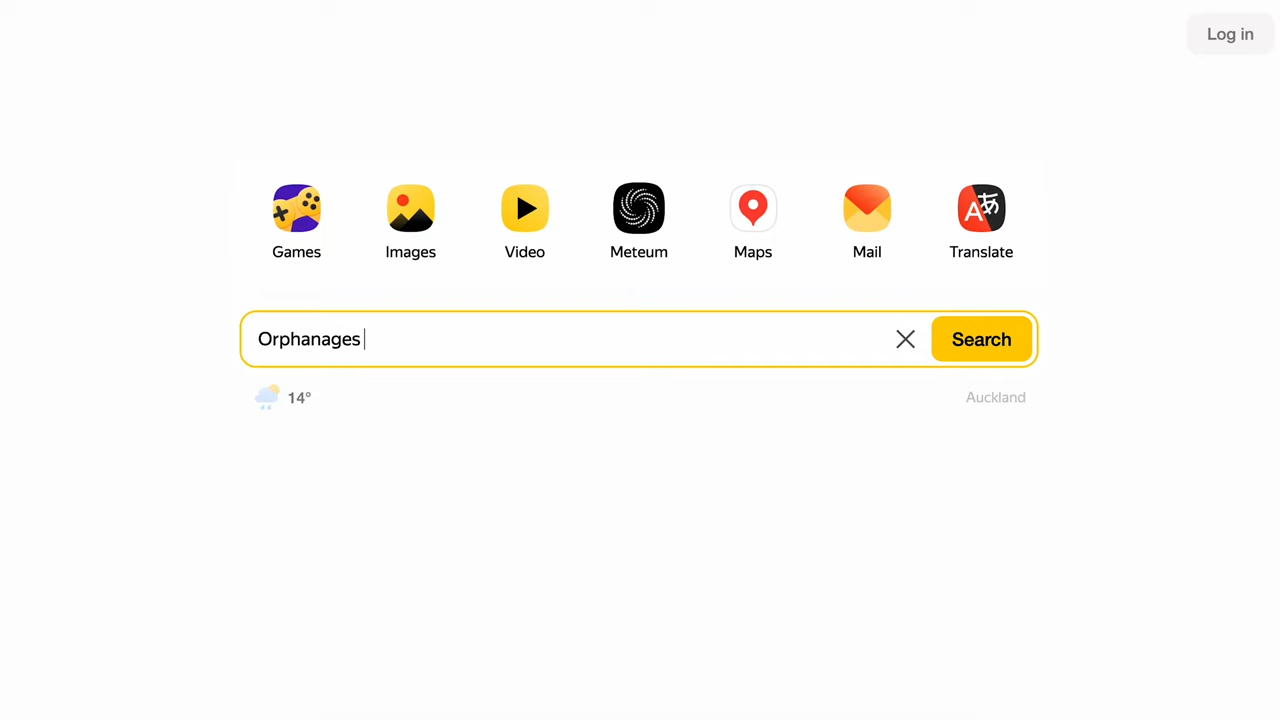 Log in
Games Images Video Meteum Maps Mail Translate
Orphanages Search
14° Auckland